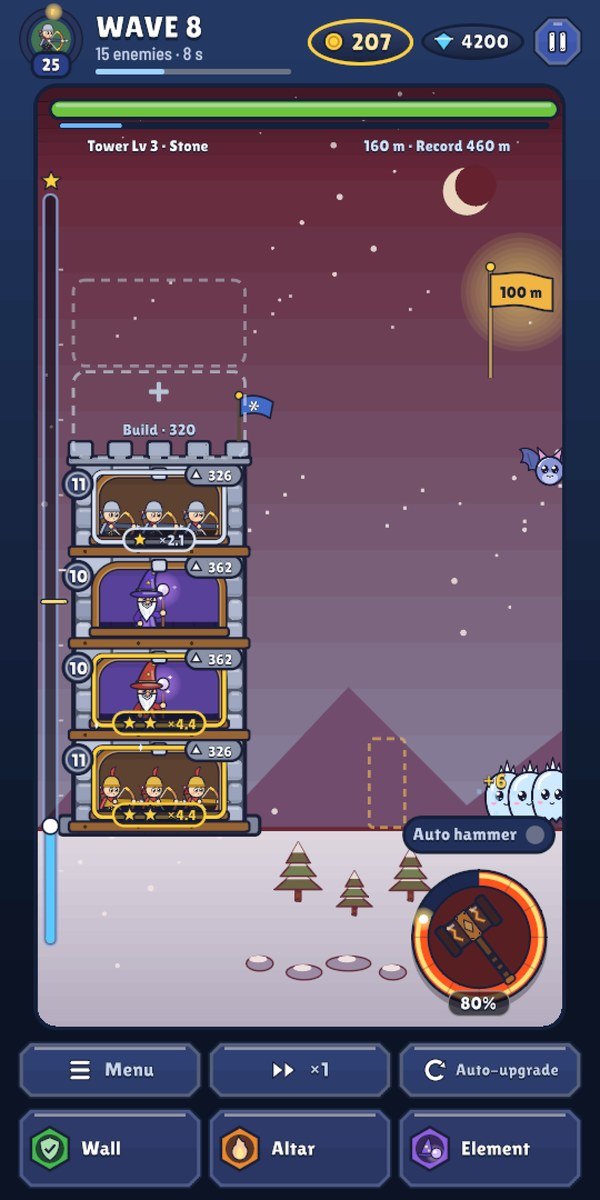 WAVE 8
15 enemies · 8 s
25
207
4200
Tower Lv 3 · Stone
160 m · Record 460 m
100 m
Build · 320
11
326
×2.1
10
362
10
362
×4.4
11
326
×4.4
+6
Auto hammer
80%
Menu
×1
Auto-upgrade
Wall
Altar
Element